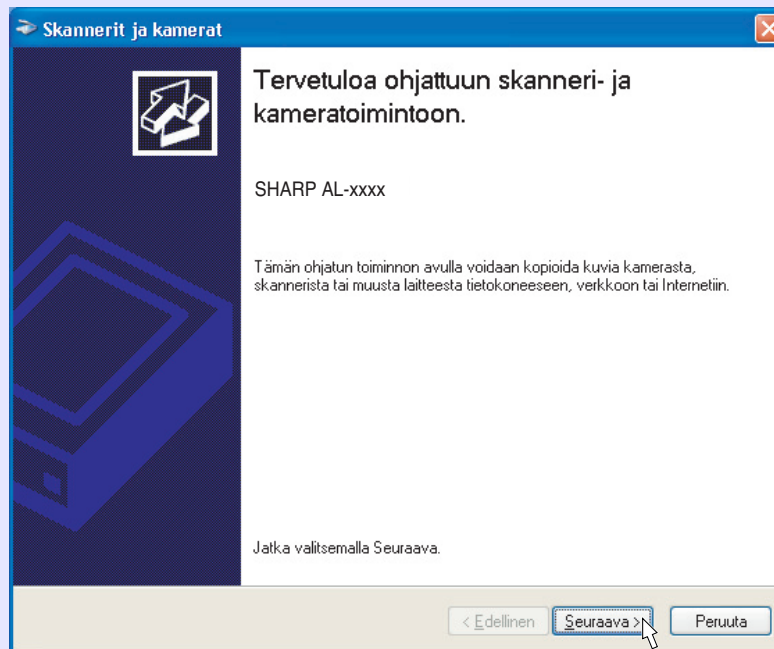 Skannerit ja kamerat
Tervetuloa ohjattuun skanneri- ja
kameratoimintoon.
SHARP AL-xxxx
Tämän ohjatun toiminnon avulla voidaan kopioida kuvia kamerasta,
skannerista tai muusta laitteesta tietokoneeseen, verkkoon tai Internetiin.
Jatka valitsemalla Seuraava.
< Edellinen Seuraava > Peruuta